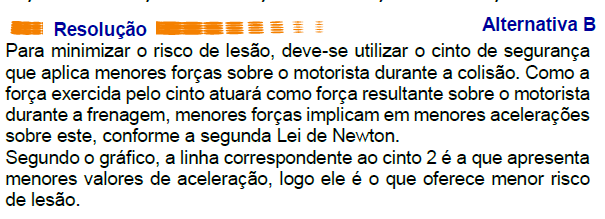 Resolução Alternativa B
Para minimizar o risco de lesão, deve-se utilizar o cinto de segurança
que aplica menores forças sobre o motorista durante a colisão. Como a
força exercida pelo cinto atuará como força resultante sobre o motorista
durante a frenagem, menores forças implicam em menores acelerações
sobre este, conforme a segunda Lei de Newton.
Segundo o gráfico, a linha correspondente ao cinto 2 é a que apresenta
menores valores de aceleração, logo ele é o que oferece menor risco
de lesão.